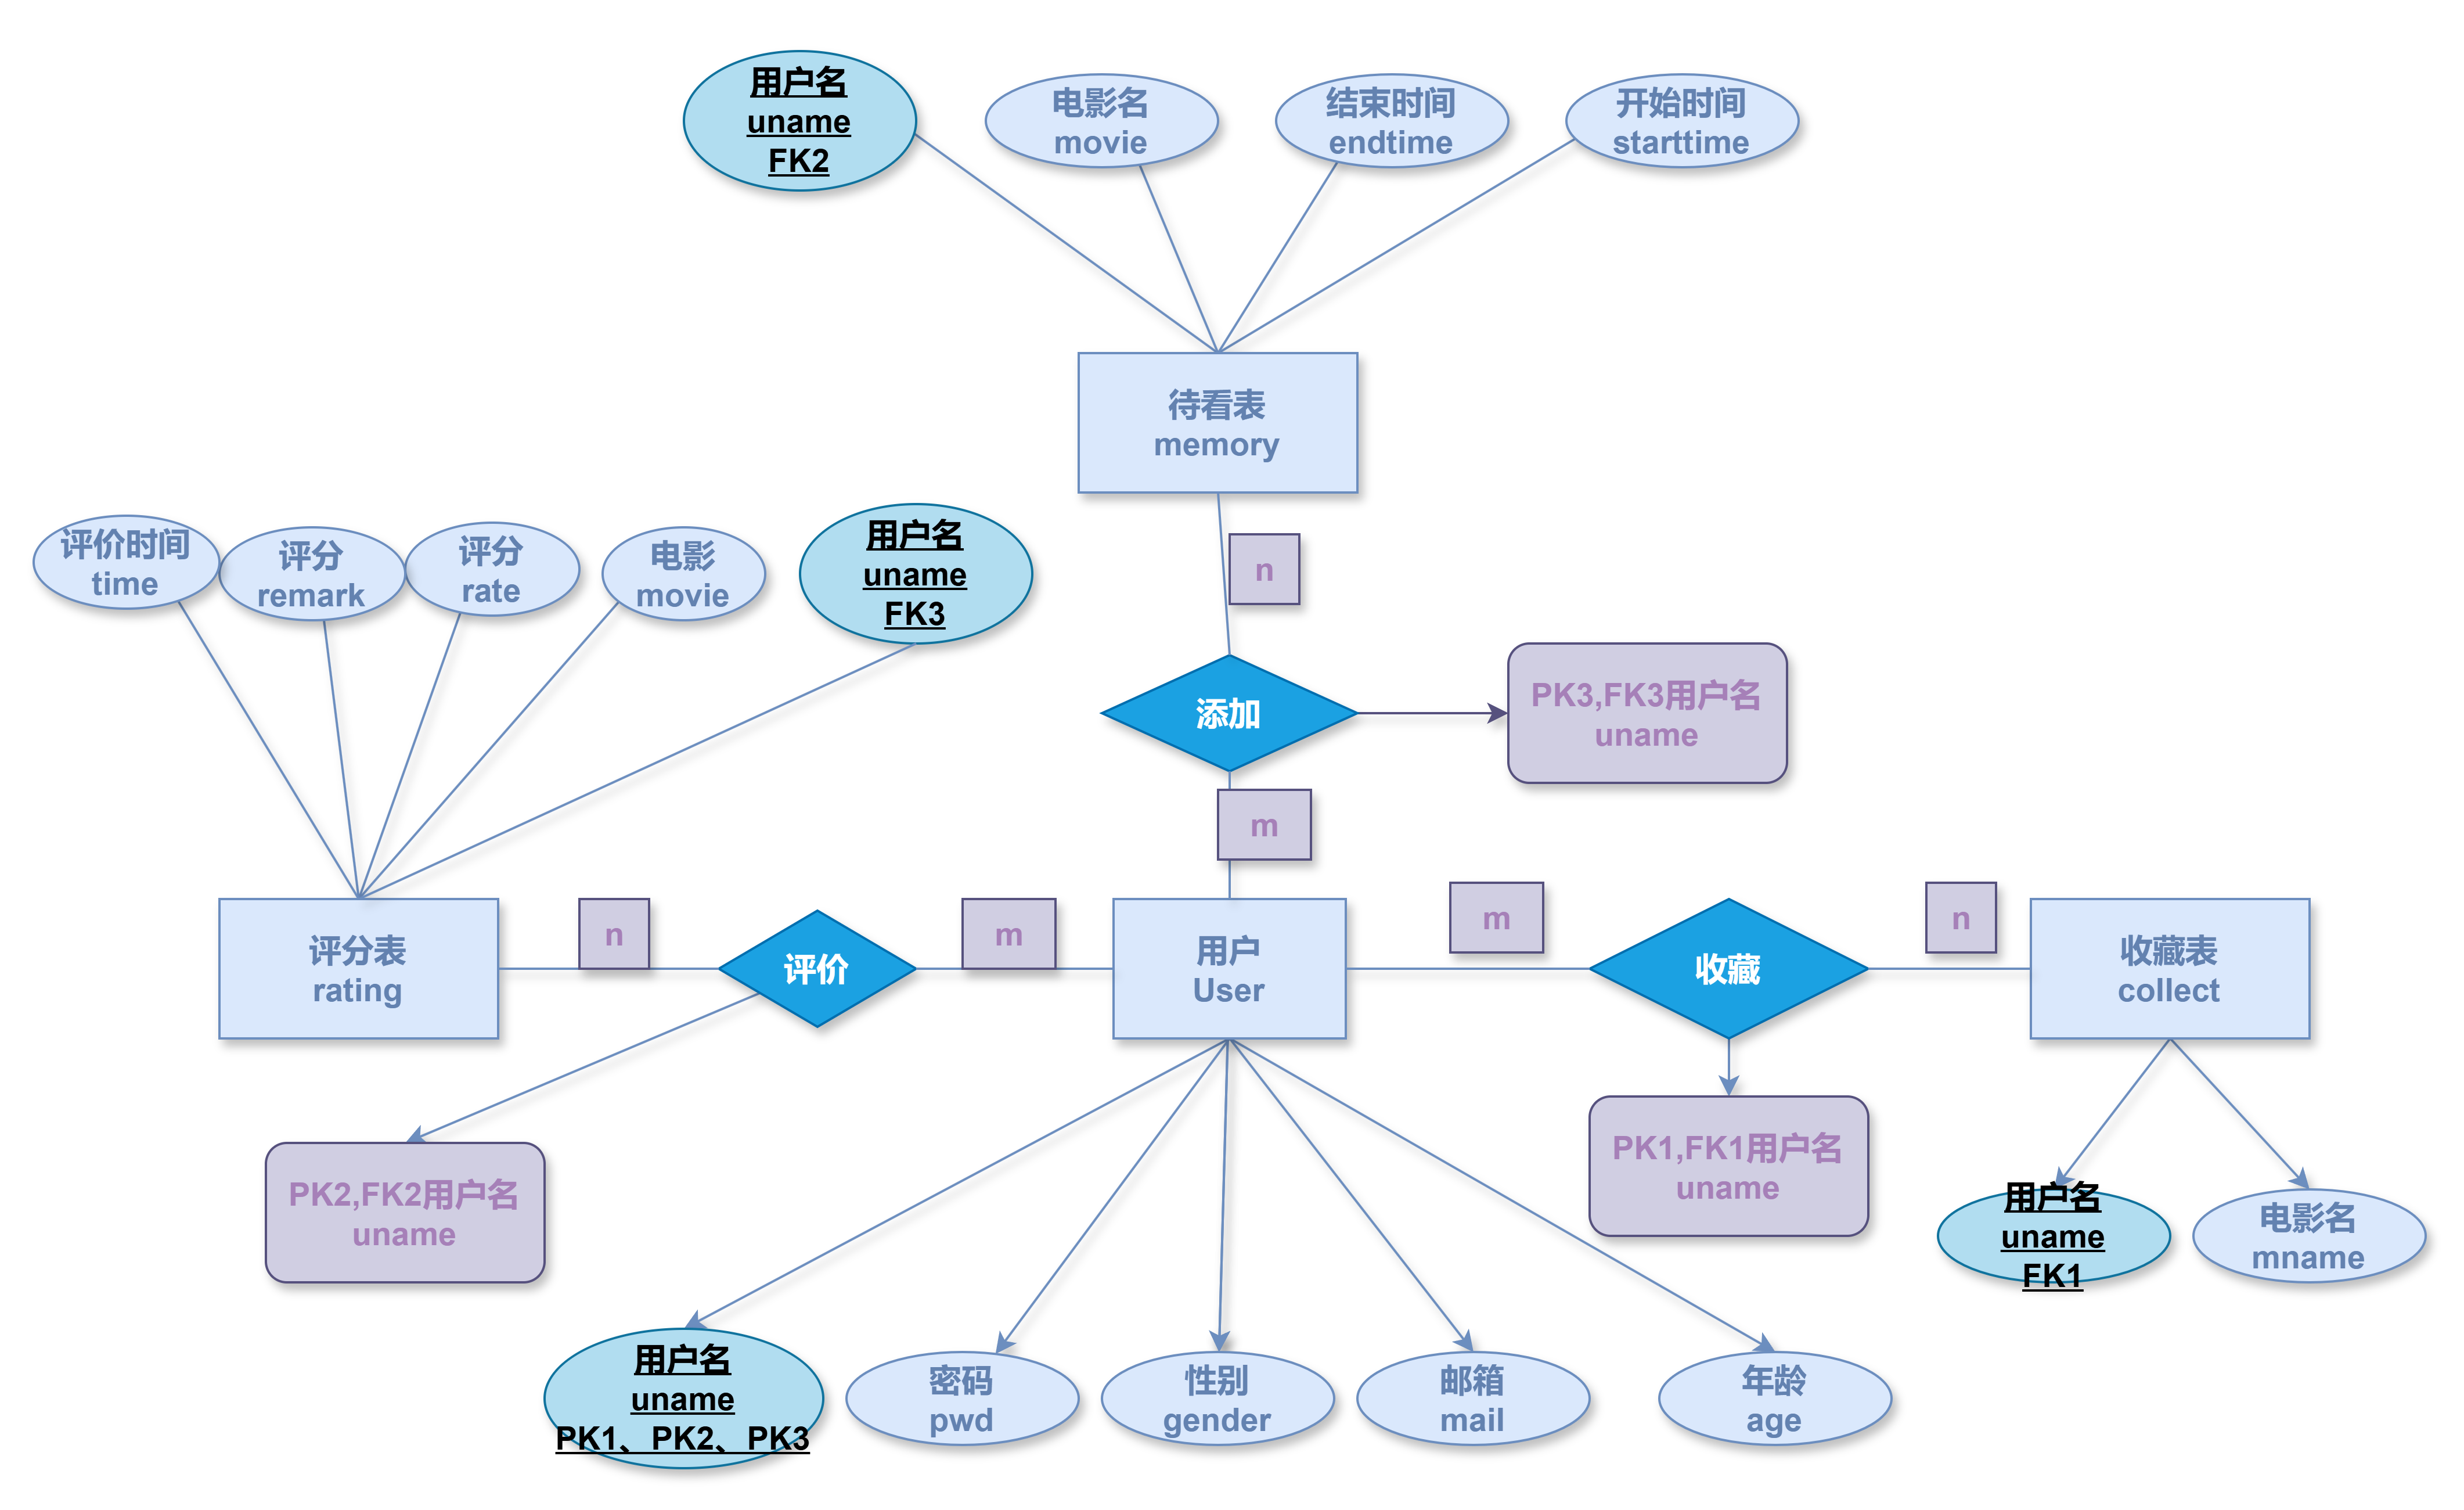 用户名
uname
FK2
电影名
movie
结束时间
endtime
开始时间
starttime
待看表
memory
评价时间
time
评分
remark
评分
rate
电影
movie
用户名
uname
FK3
n
添加
PK3,FK3用户名
uname
m
评分表
rating
n
评价
m
用户
User
m
收藏
n
收藏表
collect
PK2,FK2用户名
uname
PK1,FK1用户名
uname
用户名
uname
FK1
电影名
mname
用户名
uname
PK1、PK2、PK3
密码
pwd
性别
gender
邮箱
mail
年龄
age